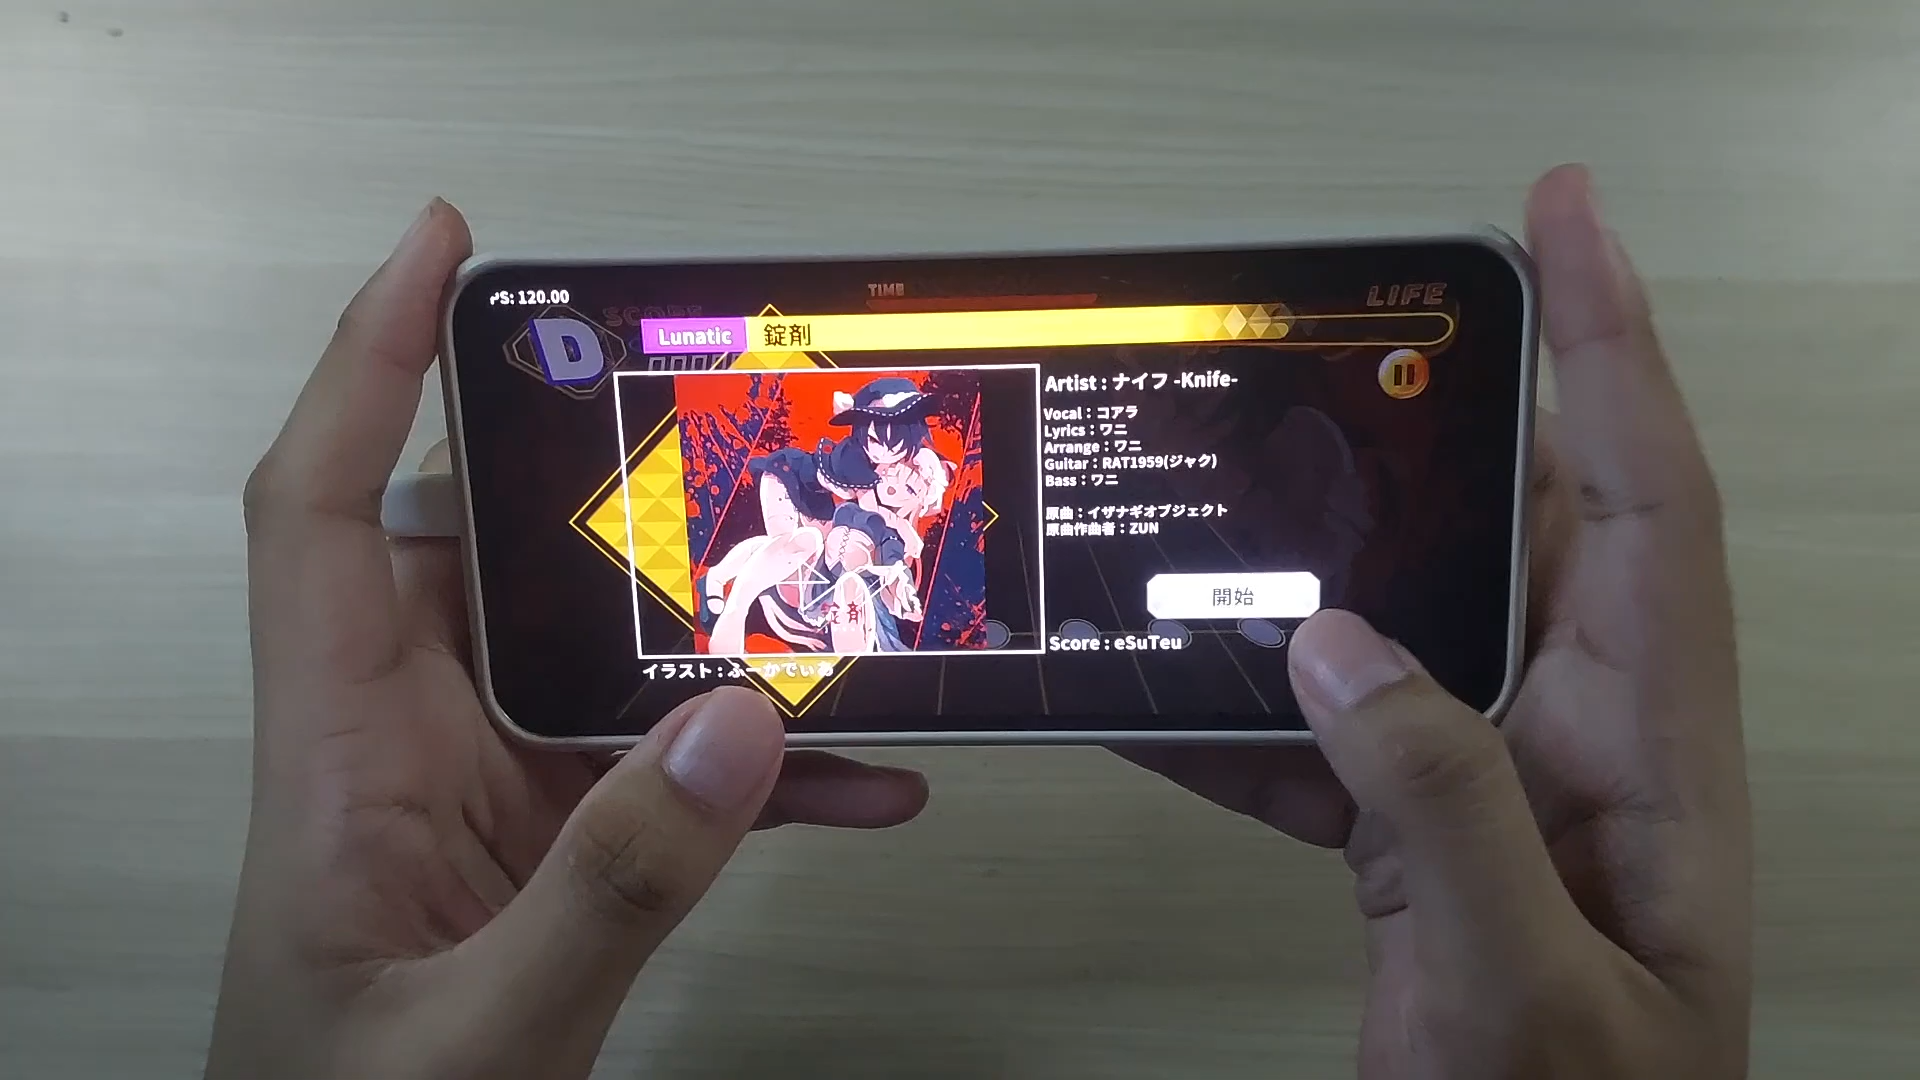 PS: 120.00
TIME
LIFE
D
SCORE
Lunatic
錠剤
Artist : ナイフ -Knife-
Vocal : コアラ
Lyrics : ワニ
Arrange : ワニ
Guitar : RAT1959(ジャク)
Bass : ワニ
原曲 : イザナギオブジェクト
原曲作曲者 : ZUN
錠剤
開始
Score : eSuTeu
イラスト : ふーかでぃあ